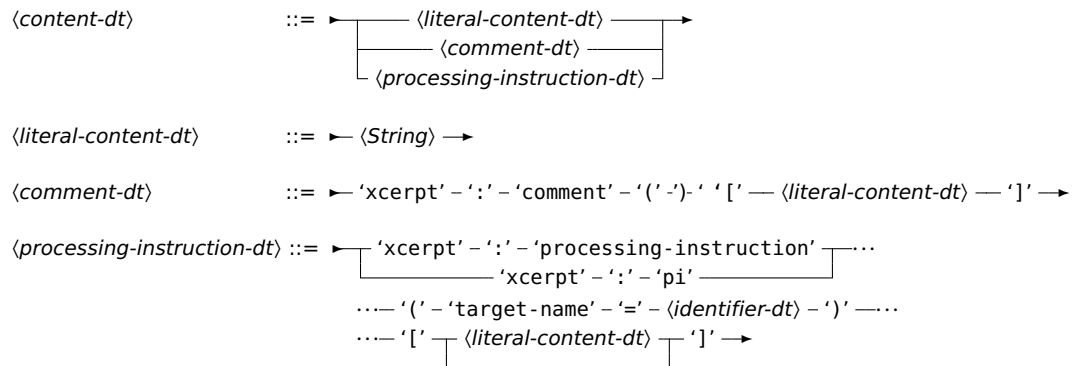 ⟨content-dt⟩ ::= ⟨literal-content-dt⟩
⟨comment-dt⟩
⟨processing-instruction-dt⟩
⟨literal-content-dt⟩ ::= ⟨String⟩
⟨comment-dt⟩ ::= ‘xcerpt’ – ‘:’ – ‘comment’ – ‘(’ -’)- ‘ ‘[’ — ⟨literal-content-dt⟩ — ‘]’
⟨processing-instruction-dt⟩ ::= ‘xcerpt’ – ‘:’ – ‘processing-instruction’ —···
‘xcerpt’ – ‘:’ – ‘pi’
···— ‘(’ – ‘target-name’ – ‘=’ – ⟨identifier-dt⟩ – ‘)’ —···
···— ‘[’ ⟨literal-content-dt⟩ ‘]’